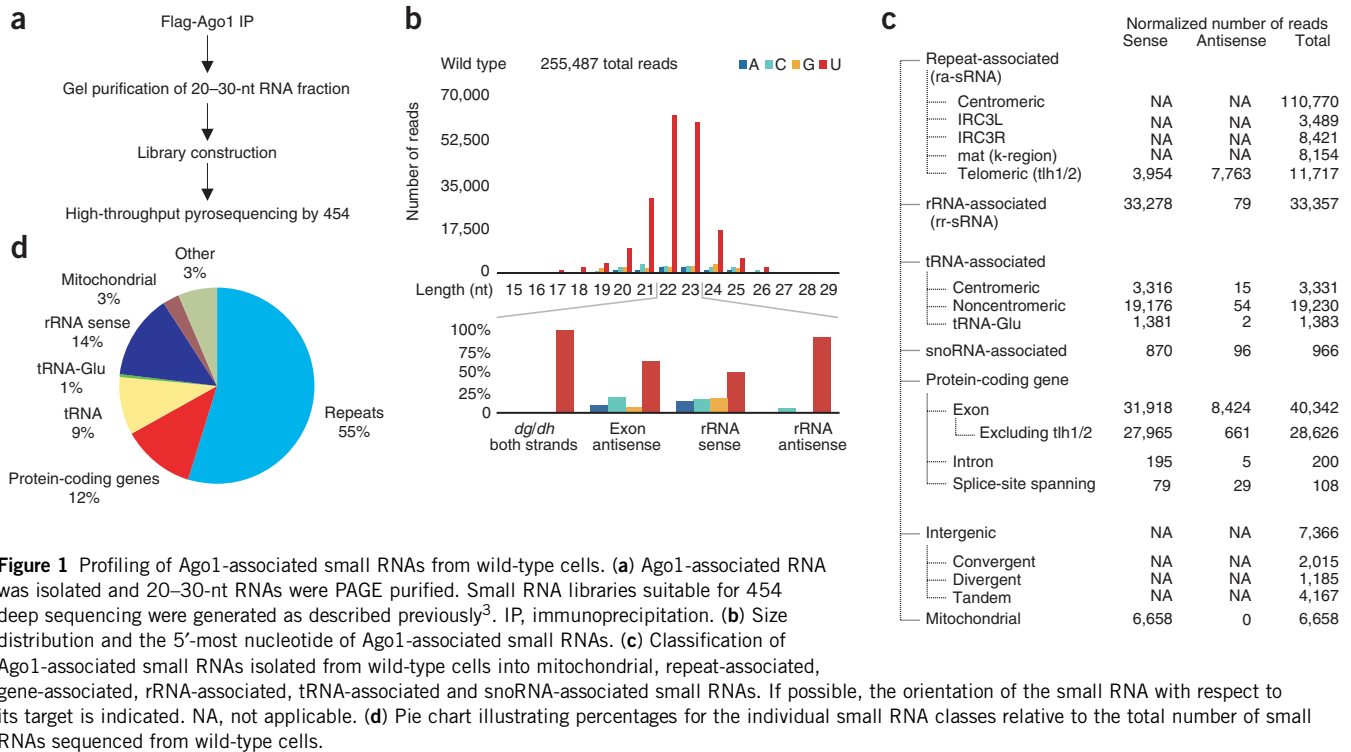 a
Flag-Ago1 IP
Gel purification of 20–30-nt RNA fraction
Library construction
High-throughput pyrosequencing by 454
b
Wild type 255,487 total reads A C G U
Number of reads
70,000
52,500
35,000
17,500
0
Length (nt) 15 16 17 18 19 20 21 22 23 24 25 26 27 28 29
100%
75%
50%
25%
0
dg/dh both strands
Exon antisense
rRNA sense
rRNA antisense
c
Normalized number of reads
Sense Antisense Total
Repeat-associated
(ra-sRNA)
Centromeric NA NA 110,770
IRC3L NA NA 3,489
IRC3R NA NA 8,421
mat (k-region) NA NA 8,154
Telomeric (tlh1/2) 3,954 7,763 11,717
rRNA-associated 33,278 79 33,357
(rr-sRNA)
tRNA-associated
Centromeric 3,316 15 3,331
Noncentromeric 19,176 54 19,230
tRNA-Glu 1,381 2 1,383
snoRNA-associated 870 96 966
Protein-coding gene
Exon 31,918 8,424 40,342
Excluding tlh1/2 27,965 661 28,626
Intron 195 5 200
Splice-site spanning 79 29 108
Intergenic NA NA 7,366
Convergent NA NA 2,015
Divergent NA NA 1,185
Tandem NA NA 4,167
Mitochondrial 6,658 0 6,658
d
Other
3%
Mitochondrial
3%
rRNA sense
14%
tRNA-Glu
1%
tRNA
9%
Protein-coding genes
12%
Repeats
55%
Figure 1 Profiling of Ago1-associated small RNAs from wild-type cells. (a) Ago1-associated RNA
was isolated and 20–30-nt RNAs were PAGE purified. Small RNA libraries suitable for 454
deep sequencing were generated as described previously3. IP, immunoprecipitation. (b) Size
distribution and the 5′-most nucleotide of Ago1-associated small RNAs. (c) Classification of
Ago1-associated small RNAs isolated from wild-type cells into mitochondrial, repeat-associated,
gene-associated, rRNA-associated, tRNA-associated and snoRNA-associated small RNAs. If possible, the orientation of the small RNA with respect to
its target is indicated. NA, not applicable. (d) Pie chart illustrating percentages for the individual small RNA classes relative to the total number of small
RNAs sequenced from wild-type cells.